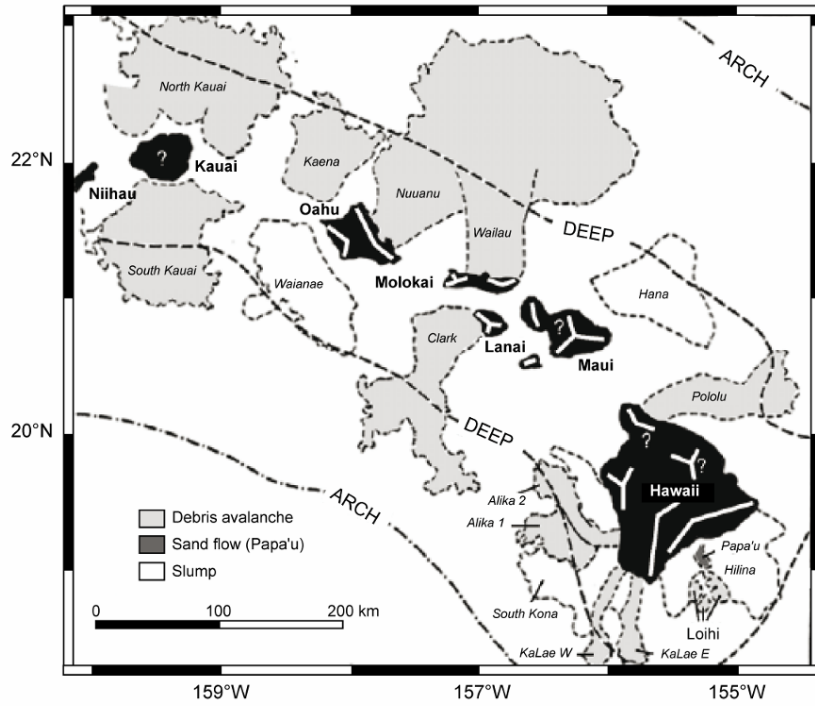 ARCH
North Kauai
22°N
?
Kauai
Kaena
Niihau
Nuuanu
Oahu
Wailau
DEEP
South Kauai
Waianae
Molokai
Hana
Clark
Lanai
?
Maui
Pololu
20°N
DEEP
?
?
Hawaii
Alika 2
ARCH
Alika 1
Debris avalanche
Sand flow (Papa'u)
Slump
Papa'u
Hilina
0 100 200 km
South Kona
Loihi
KaLae W
KaLae E
159°W
157°W
155°W